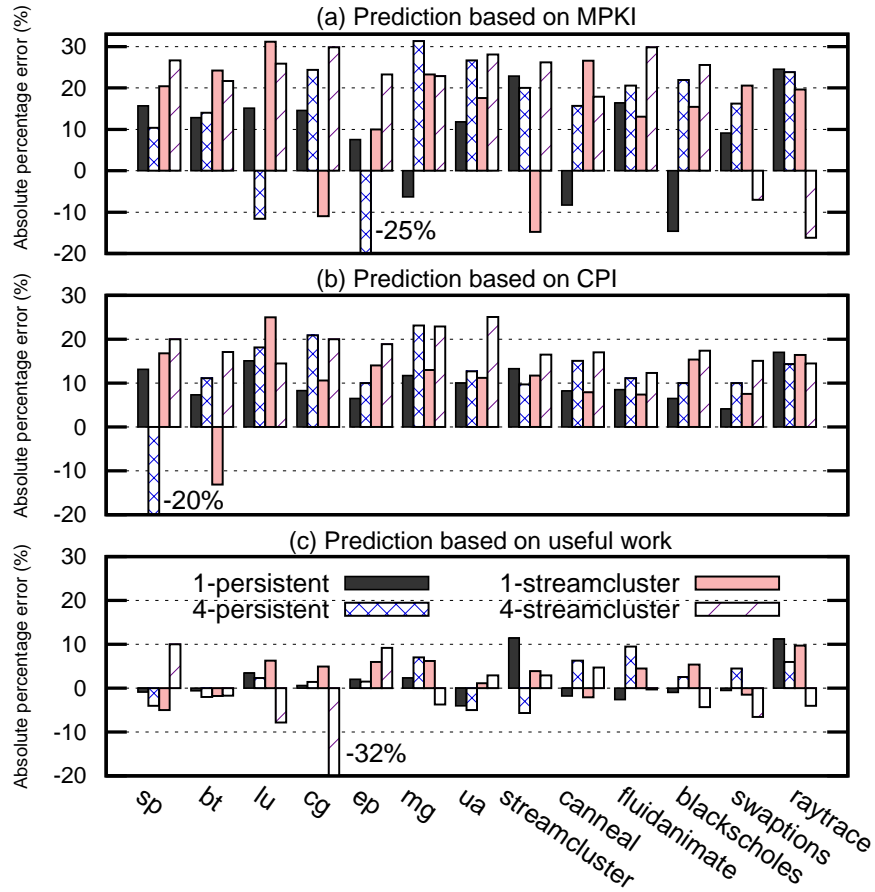 (a) Prediction based on MPKI
Absolute percentage error (%)
30
20
10
0
-10
-20
-25%
(b) Prediction based on CPI
Absolute percentage error (%)
30
20
10
0
-10
-20
-20%
(c) Prediction based on useful work
Absolute percentage error (%)
30
20
10
0
-10
-20
1-persistent
1-streamcluster
4-persistent
4-streamcluster
-32%
sp
bt
lu
cg
ep
mg
ua
streamcluster
canneal
fluidanimate
blackscholes
swaptions
raytrace